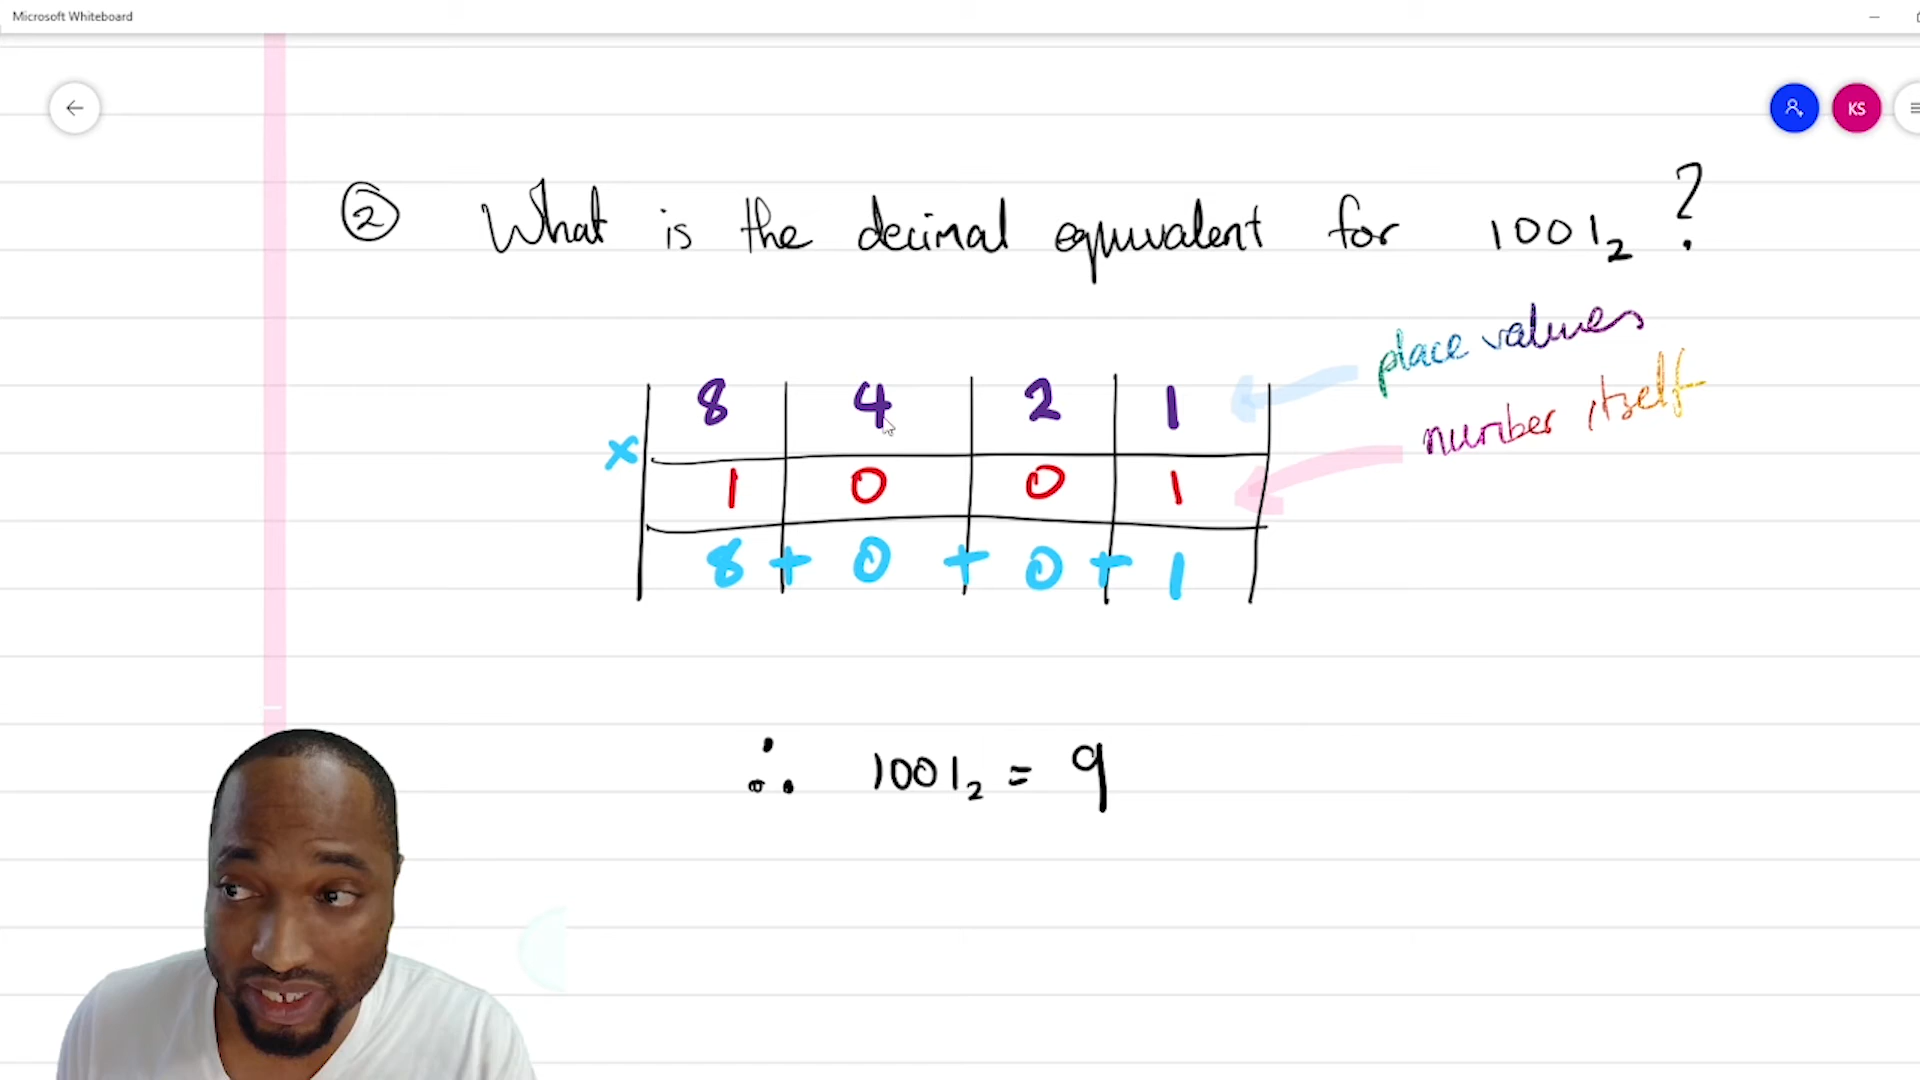 Microsoft Whiteboard
KS
② What is the decimal equivalent for 1001₂ ?
place values
number itself
8 4 2 1
×
1 0 0 1
8 + 0 + 0 + 1
∴ 1001₂ = 9